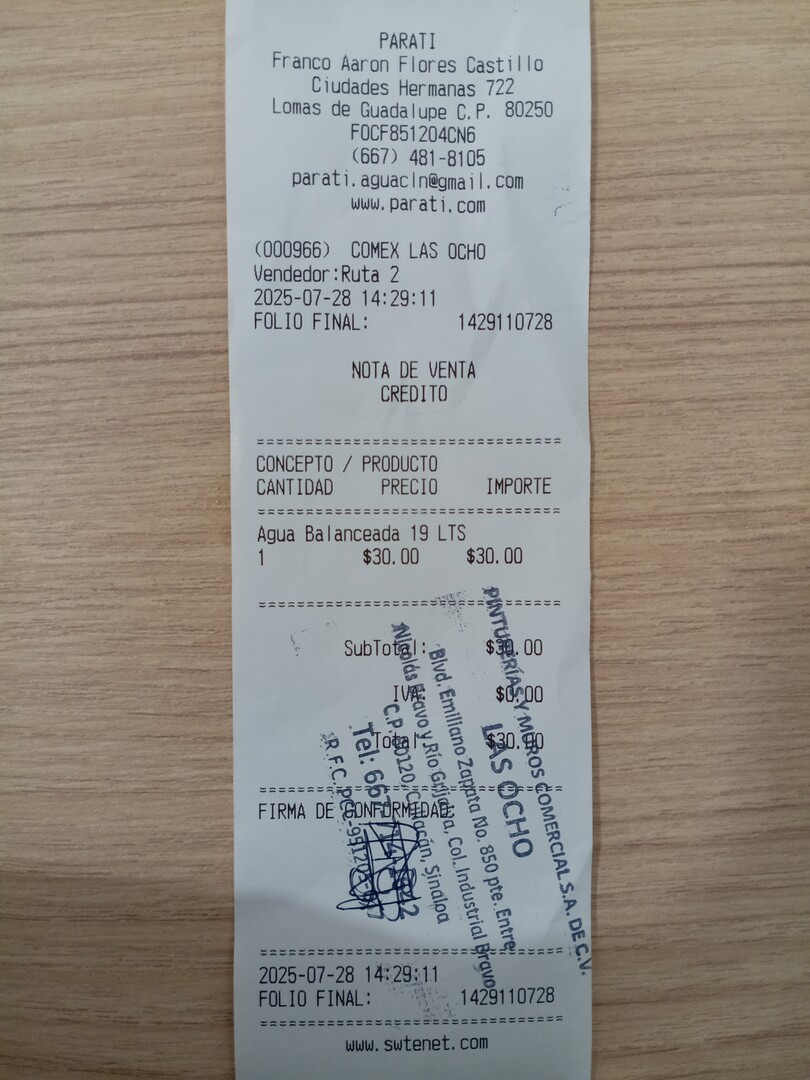 PARATI
Franco Aaron Flores Castillo
Ciudades Hermanas 722
Lomas de Guadalupe C.P. 80250
FOCF851204CN6
(667) 481-8105
parati.aguacln@gmail.com
www.parati.com
(000966) COMEX LAS OCHO
Vendedor:Ruta 2
2025-07-28 14:29:11
FOLIO FINAL: 1429110728
NOTA DE VENTA
CREDITO
================================
CONCEPTO / PRODUCTO
CANTIDAD PRECIO IMPORTE
================================
Agua Balanceada 19 LTS
1 $30.00 $30.00
================================
SubTotal: $30.00
IVA: $0.00
Total: $30.00
================================
FIRMA DE CONFORMIDAD:
PINTURERÍAS Y MUROS COMERCIAL S.A. DE C.V.
LAS OCHO
Blvd. Emiliano Zapata No. 850 pte. Entre
Nicolás Bravo y Río Grijalva, Col. Industrial Bravo
C.P. 80120, Culiacán, Sinaloa
Tel: 667
R.F.C.
================================
2025-07-28 14:29:11
FOLIO FINAL: 1429110728
================================
www.swtenet.com